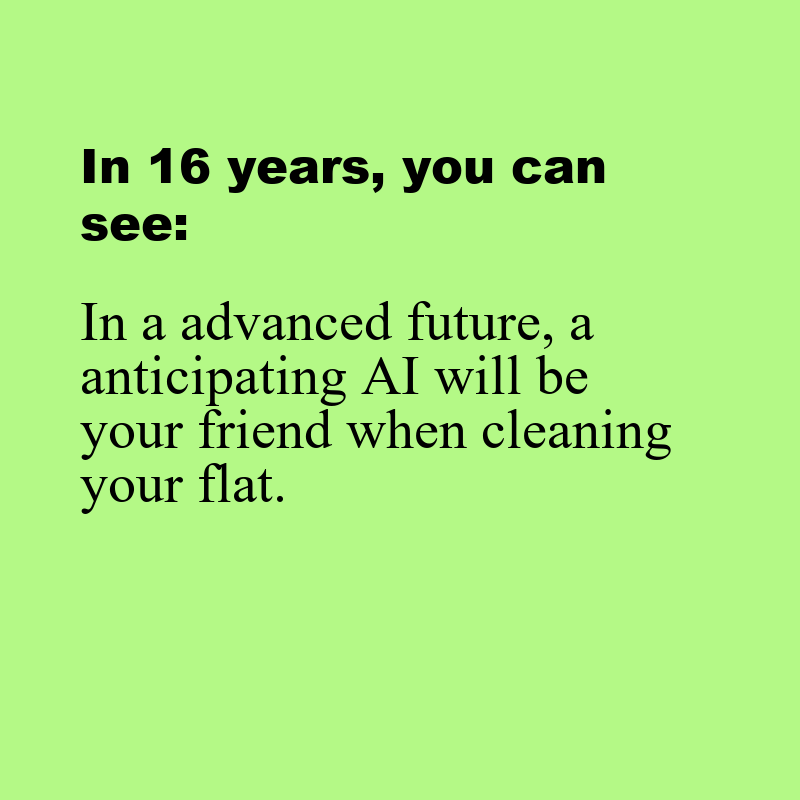 In 16 years, you can
see:
In a advanced future, a
anticipating AI will be
your friend when cleaning
your flat.